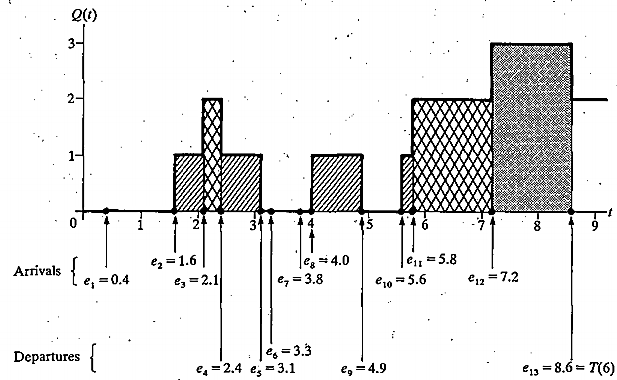 Q(t)
3
2
1
0 1 2 3 4 5 6 7 8 9 t
Arrivals {
e₁ = 0.4
e₂ = 1.6
e₃ = 2.1
e₇ = 3.8
e₈ = 4.0
e₁₀ = 5.6
e₁₁ = 5.8
e₁₂ = 7.2
Departures {
e₄ = 2.4
e₅ = 3.1
e₆ = 3.3
e₉ = 4.9
e₁₃ = 8.6 = T(6)